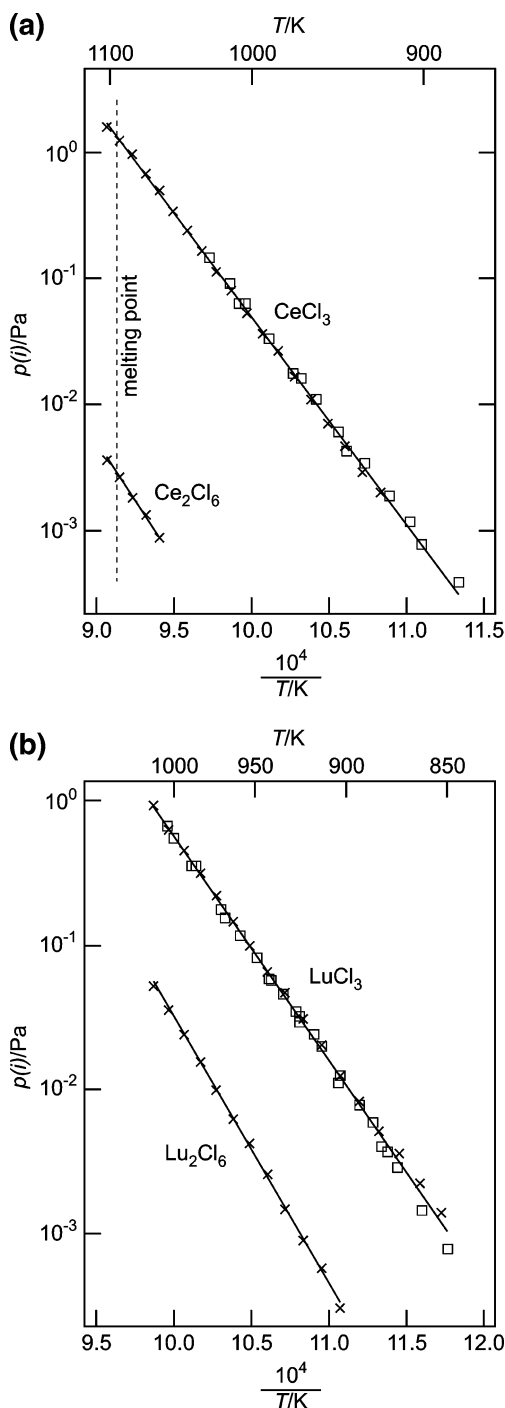 (a)
T/K
1100 1000 900
10⁰
10⁻¹
10⁻²
10⁻³
p(i)/Pa
melting point
CeCl₃
Ce₂Cl₆
9.0 9.5 10.0 10.5 11.0 11.5
10⁴
T/K
(b)
T/K
1000 950 900 850
10⁰
10⁻¹
10⁻²
10⁻³
p(i)/Pa
LuCl₃
Lu₂Cl₆
9.5 10.0 10.5 11.0 11.5 12.0
10⁴
T/K